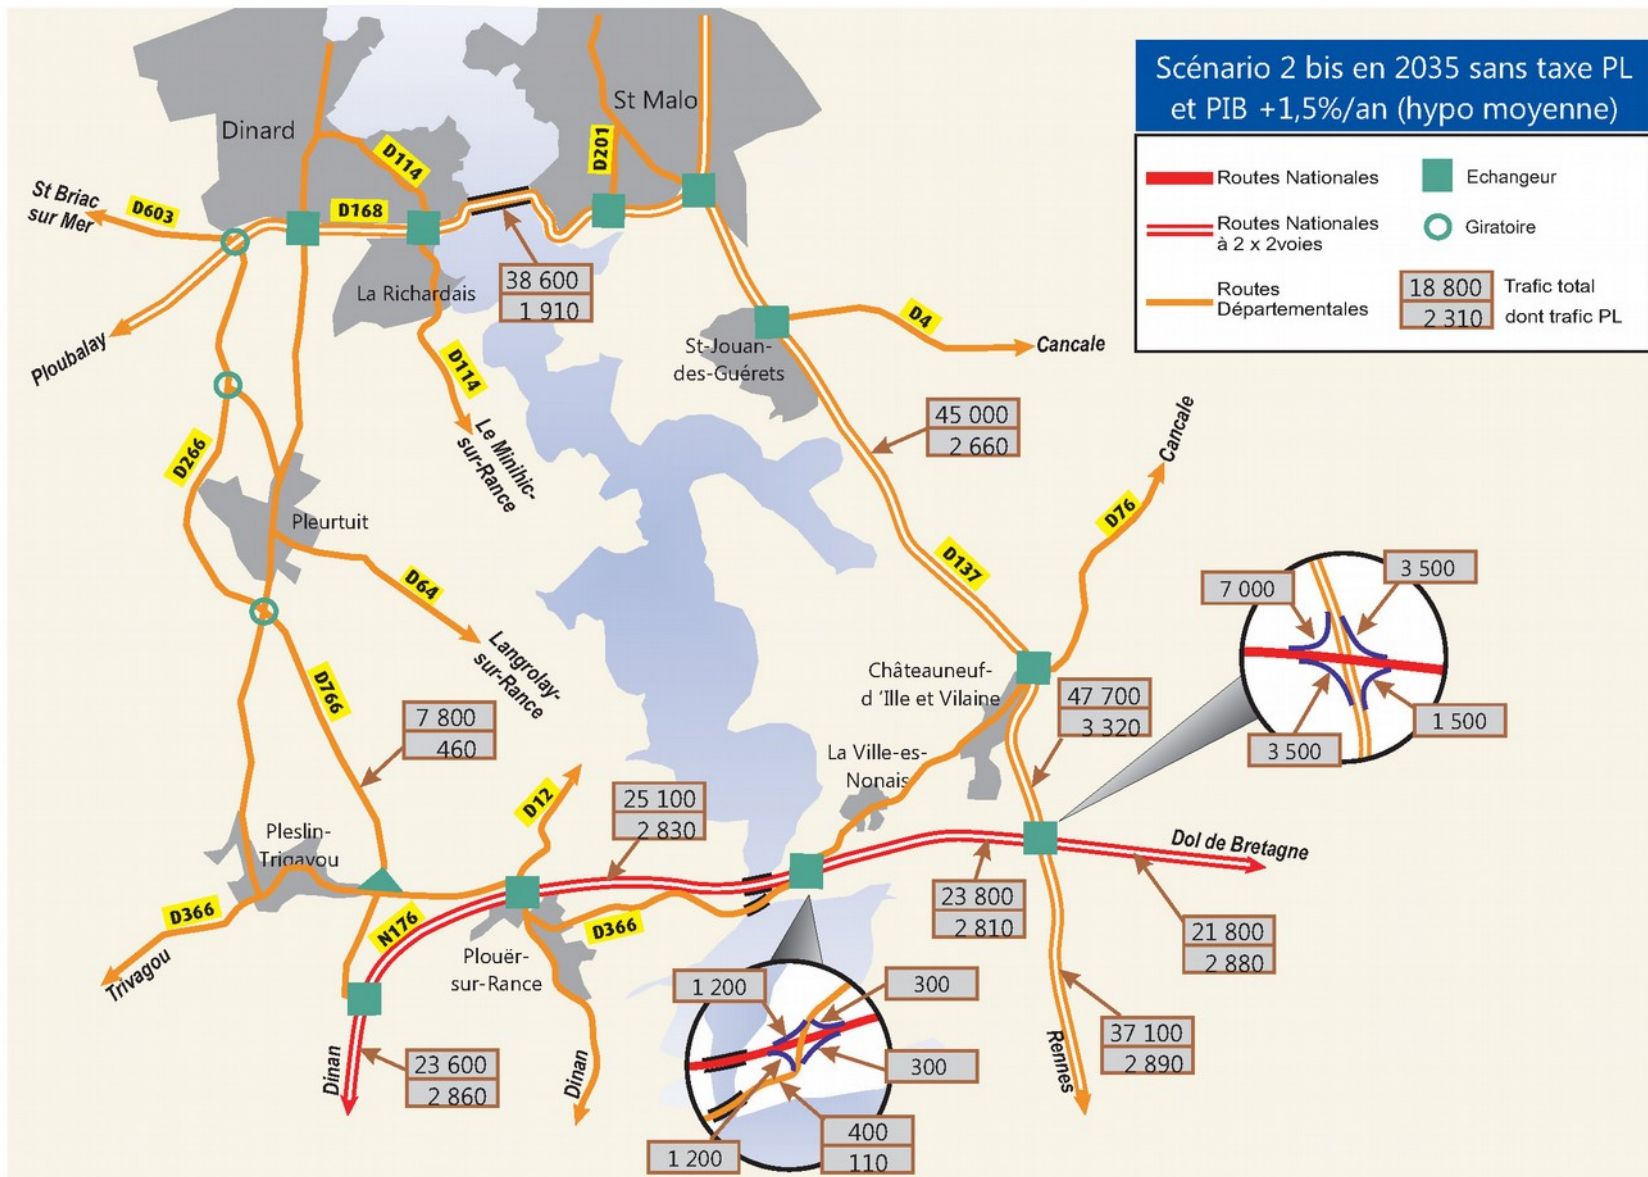 Scénario 2 bis en 2035 sans taxe PL
et PIB +1,5%/an (hypo moyenne)
Routes Nationales
Echangeur
Routes Nationales
à 2 x 2voies
Giratoire
Routes
Départementales
18 800
2 310
Trafic total
dont trafic PL
St Malo
Dinard
D201
D114
St Briac
sur Mer
D603
D168
38 600
1 910
La Richardais
Ploubalay
D4
Cancale
St-Jouan-
des-Guérets
D114
Le Minihic-
sur-Rance
45 000
2 660
Cancale
D266
Pleurtuit
D76
D137
D64
Langrolay-
sur-Rance
7 000
3 500
3 500
1 500
Châteauneuf-
d 'Ille et Vilaine
47 700
3 320
D766
7 800
460
La Ville-es-
Nonais
D12
25 100
2 830
Pleslin-
Trigavou
Dol de Bretagne
D366
Trivagou
N176
D366
23 800
2 810
21 800
2 880
Plouër-
sur-Rance
1 200
300
300
400
110
1 200
37 100
2 890
Rennes
Dinan
23 600
2 860
Dinan